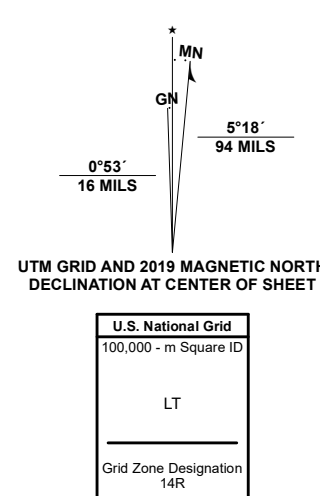 ★
MN
GN
5°18´
94 MILS
0°53´
16 MILS
UTM GRID AND 2019 MAGNETIC NORTH
DECLINATION AT CENTER OF SHEET
U.S. National Grid
100,000 - m Square ID
LT
Grid Zone Designation
14R